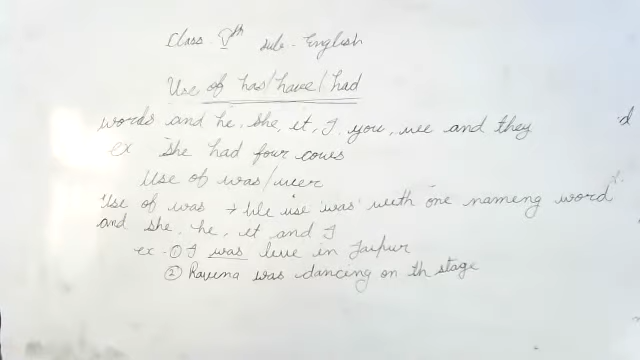 Class - Vth sub - English
Use of has/have/had
words and he, she, it, I, you, we and they
ex she had four cows
Use of was/weer
Use of was → We use 'was' with one nameng word
and she, he, it and I
ex - ① I was live in Jaipur
② Raveena was dancing on th stage
d